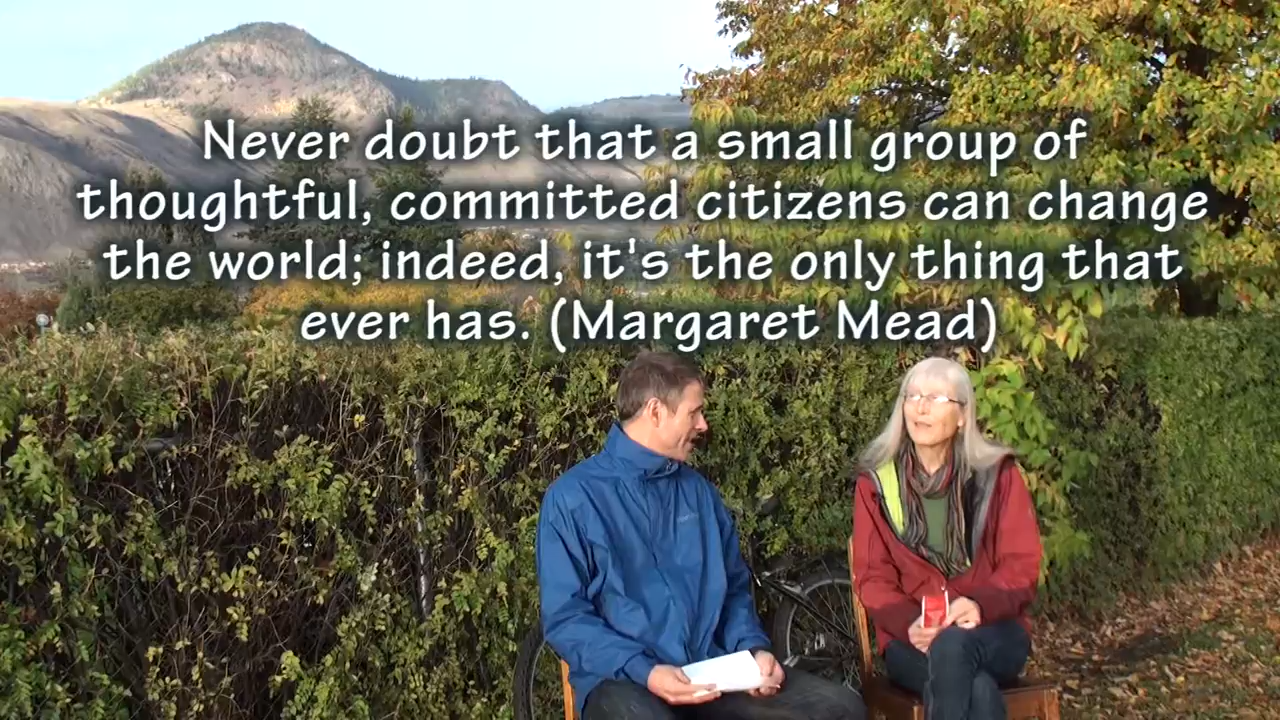 Never doubt that a small group of
thoughtful, committed citizens can change
the world; indeed, it's the only thing that
ever has. (Margaret Mead)